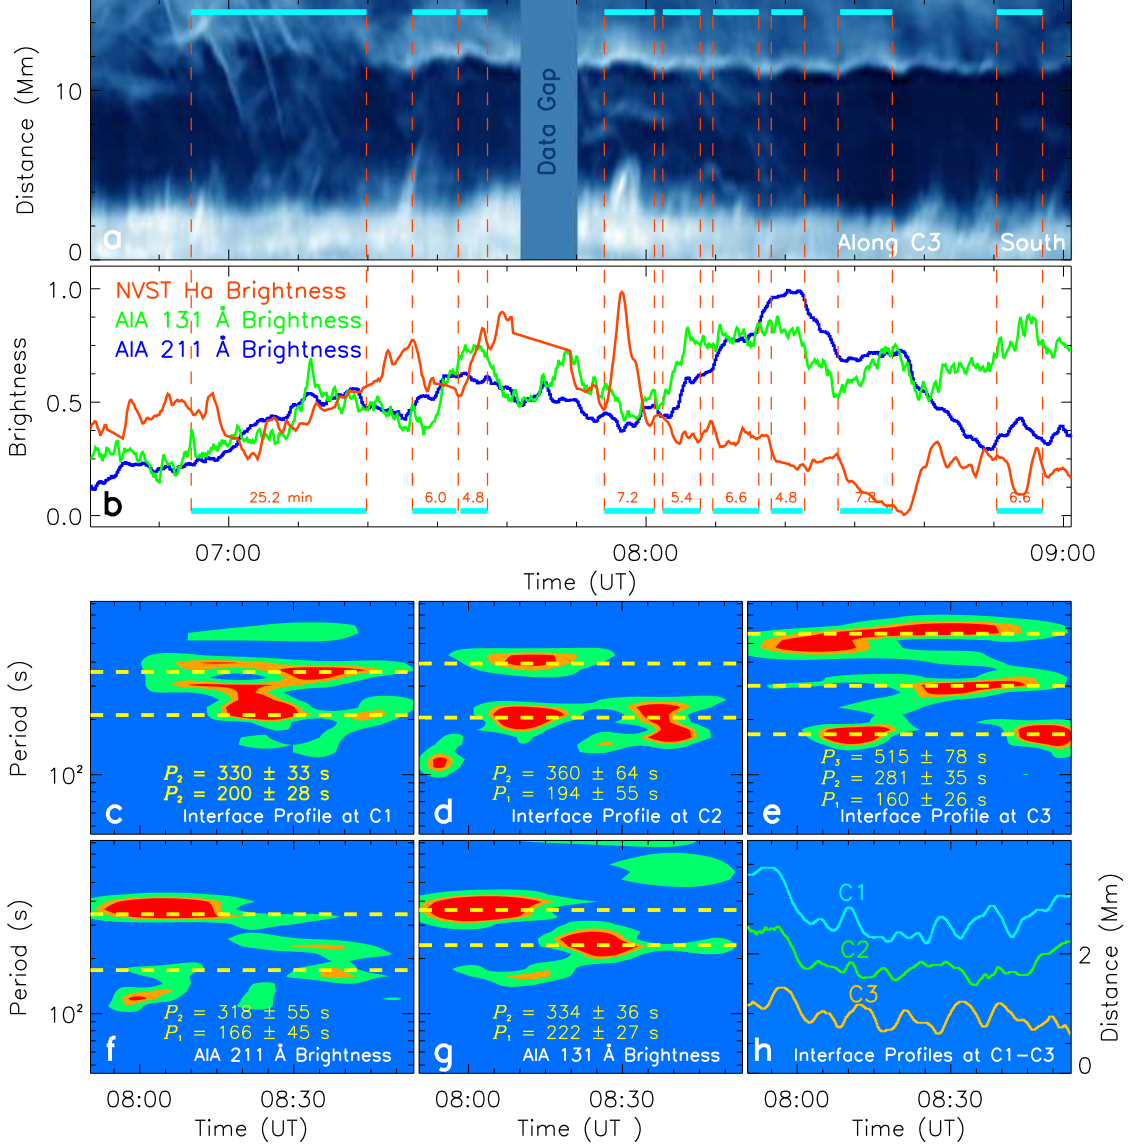 Distance (Mm)
10
0
Data Gap
a
Along C3
South
Brightness
1.0
0.5
0.0
NVST Ha Brightness
AIA 131 Å Brightness
AIA 211 Å Brightness
b
25.2 min
6.0
4.8
7.2
5.4
6.6
4.8
7.8
6.6
07:00
08:00
09:00
Time (UT)
Period (s)
10²
P₂ = 330 ± 33 s
P₂ = 200 ± 28 s
c
Interface Profile at C1
P₂ = 360 ± 64 s
P₁ = 194 ± 55 s
d
Interface Profile at C2
P₃ = 515 ± 78 s
P₂ = 281 ± 35 s
P₁ = 160 ± 26 s
e
Interface Profile at C3
Period (s)
10²
P₂ = 318 ± 55 s
P₁ = 166 ± 45 s
f
AIA 211 Å Brightness
P₂ = 334 ± 36 s
P₁ = 222 ± 27 s
g
AIA 131 Å Brightness
C1
C2
C3
h
Interface Profiles at C1−C3
2
0
Distance (Mm)
08:00
08:30
08:00
08:30
08:00
08:30
Time (UT)
Time (UT )
Time (UT)